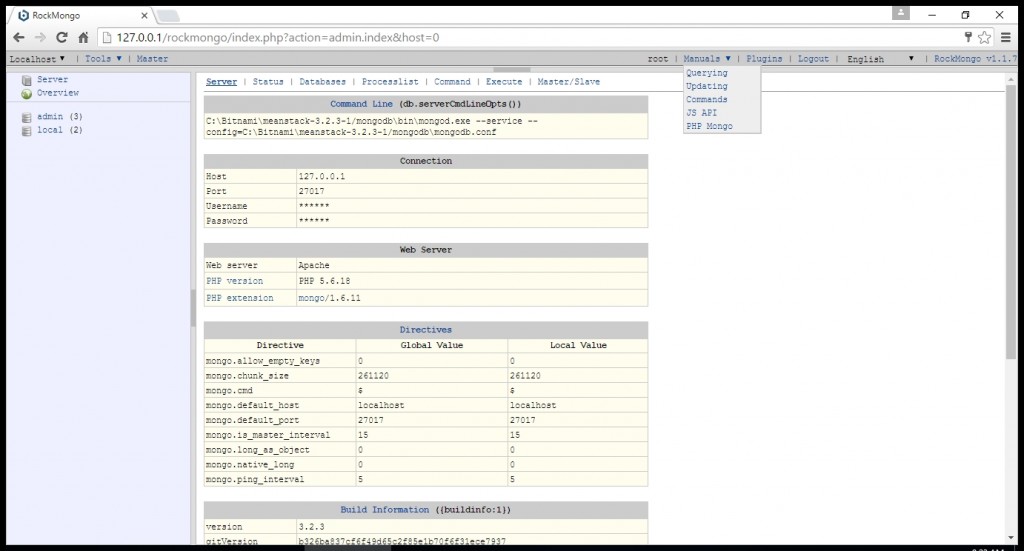 RockMongo
127.0.0.1/rockmongo/index.php?action=admin.index&host=0
Localhost ▼ | Tools ▼ | Master
root | Manuals ▼ | Plugins | Logout | English ▼ | RockMongo v1.1.7
Querying
Updating
Commands
JS API
PHP Mongo
Server
Overview
admin (3)
local (2)
Server | Status | Databases | Processlist | Command | Execute | Master/Slave
Command Line (db.serverCmdLineOpts())
C:\Bitnami\meanstack-3.2.3-1/mongodb\bin\mongod.exe --service --
config=C:\Bitnami\meanstack-3.2.3-1/mongodb\mongodb.conf
Connection
Host 127.0.0.1
Port 27017
Username ******
Password ******
Web Server
Web server Apache
PHP version PHP 5.6.18
PHP extension mongo/1.6.11
Directives
Directive Global Value Local Value
mongo.allow_empty_keys 0 0
mongo.chunk_size 261120 261120
mongo.cmd $ $
mongo.default_host localhost localhost
mongo.default_port 27017 27017
mongo.is_master_interval 15 15
mongo.long_as_object 0 0
mongo.native_long 0 0
mongo.ping_interval 5 5
Build Information ({buildinfo:1})
version 3.2.3
gitVersion b326ba837cf6f49d65c2f85e1b70f6f31ece7937